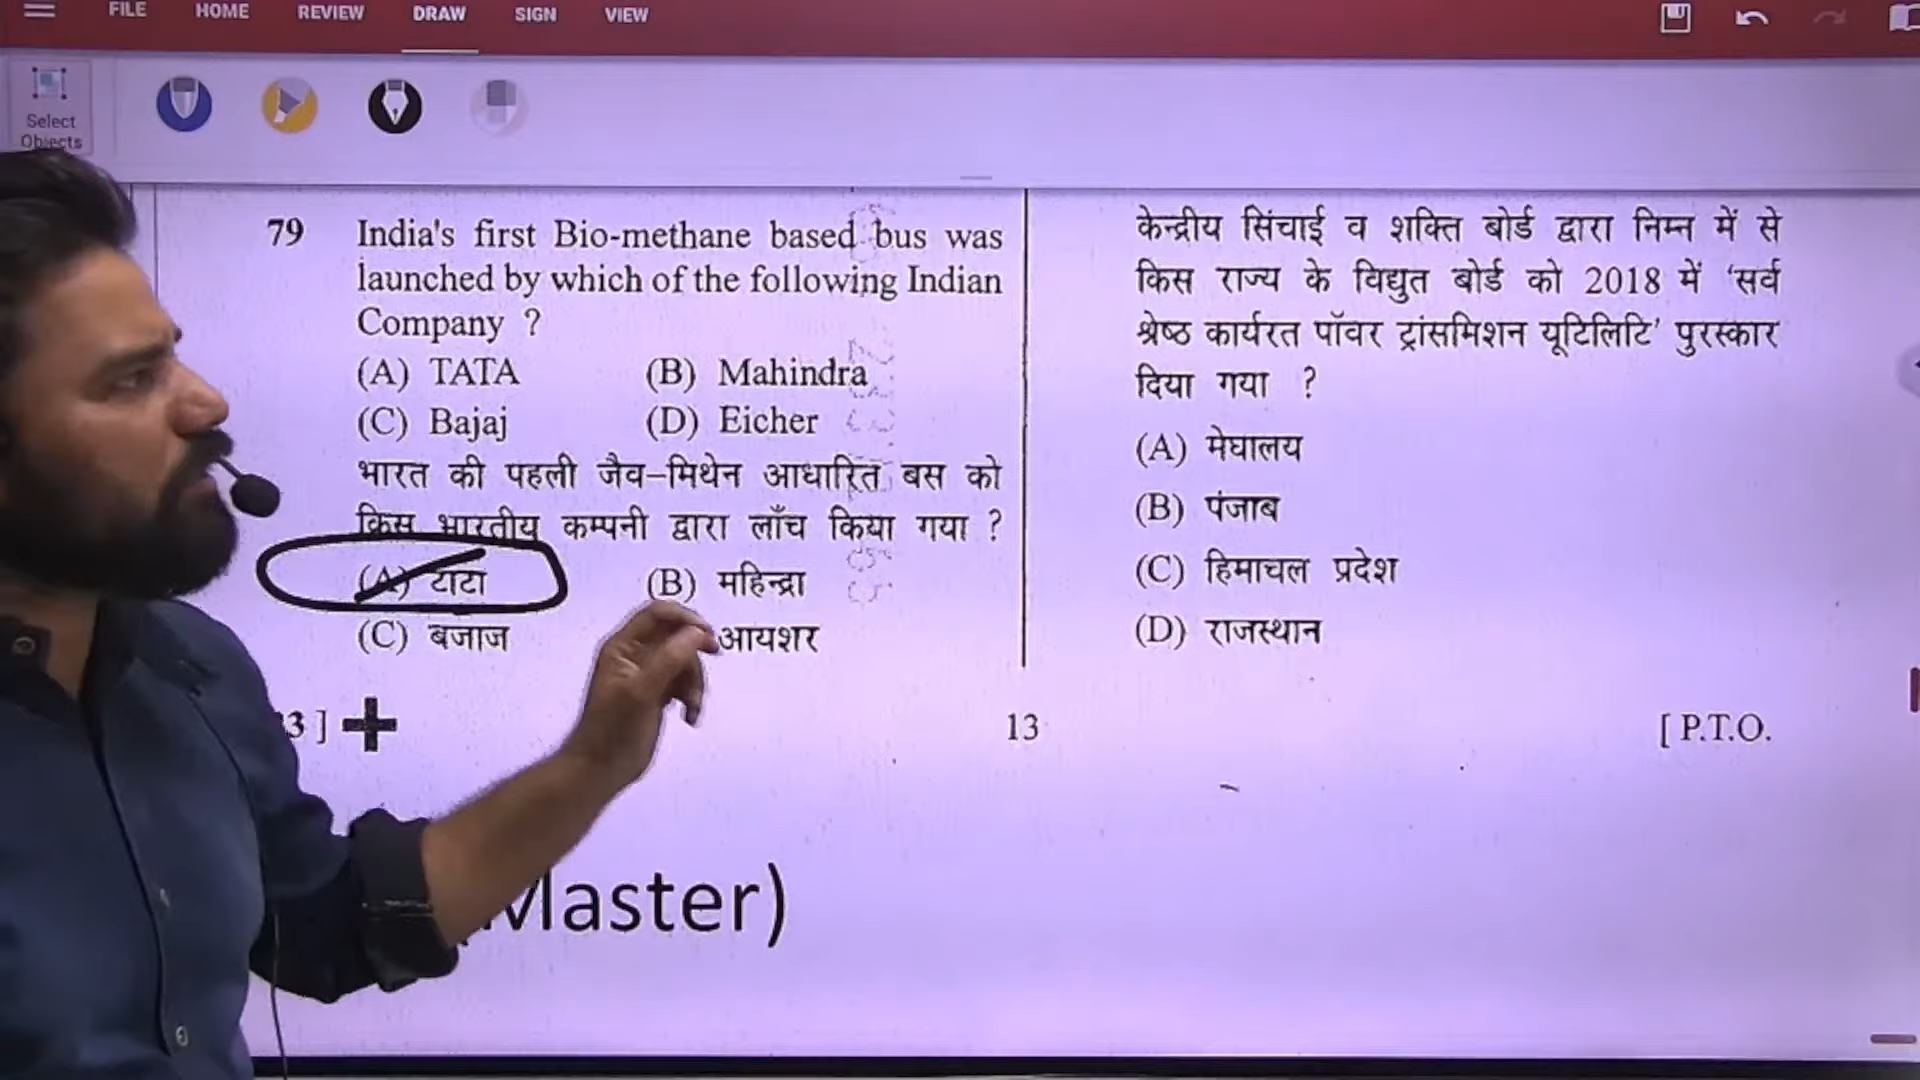 FILE HOME REVIEW DRAW SIGN VIEW
Select
Objects
79 India's first Bio-methane based bus was
launched by which of the following Indian
Company ?
(A) TATA (B) Mahindra
(C) Bajaj (D) Eicher
भारत की पहली जैव–मिथेन आधारित बस को
किस भारतीय कम्पनी द्वारा लाँच किया गया ?
(A) टाटा (B) महिन्द्रा
(C) बजाज आयशर
3 ]
केन्द्रीय सिंचाई व शक्ति बोर्ड द्वारा निम्न में से
किस राज्य के विद्युत बोर्ड को 2018 में ‘सर्व
श्रेष्ठ कार्यरत पॉवर ट्रांसमिशन यूटिलिटि’ पुरस्कार
दिया गया ?
(A) मेघालय
(B) पंजाब
(C) हिमाचल प्रदेश
(D) राजस्थान
13
[ P.T.O.
Master)